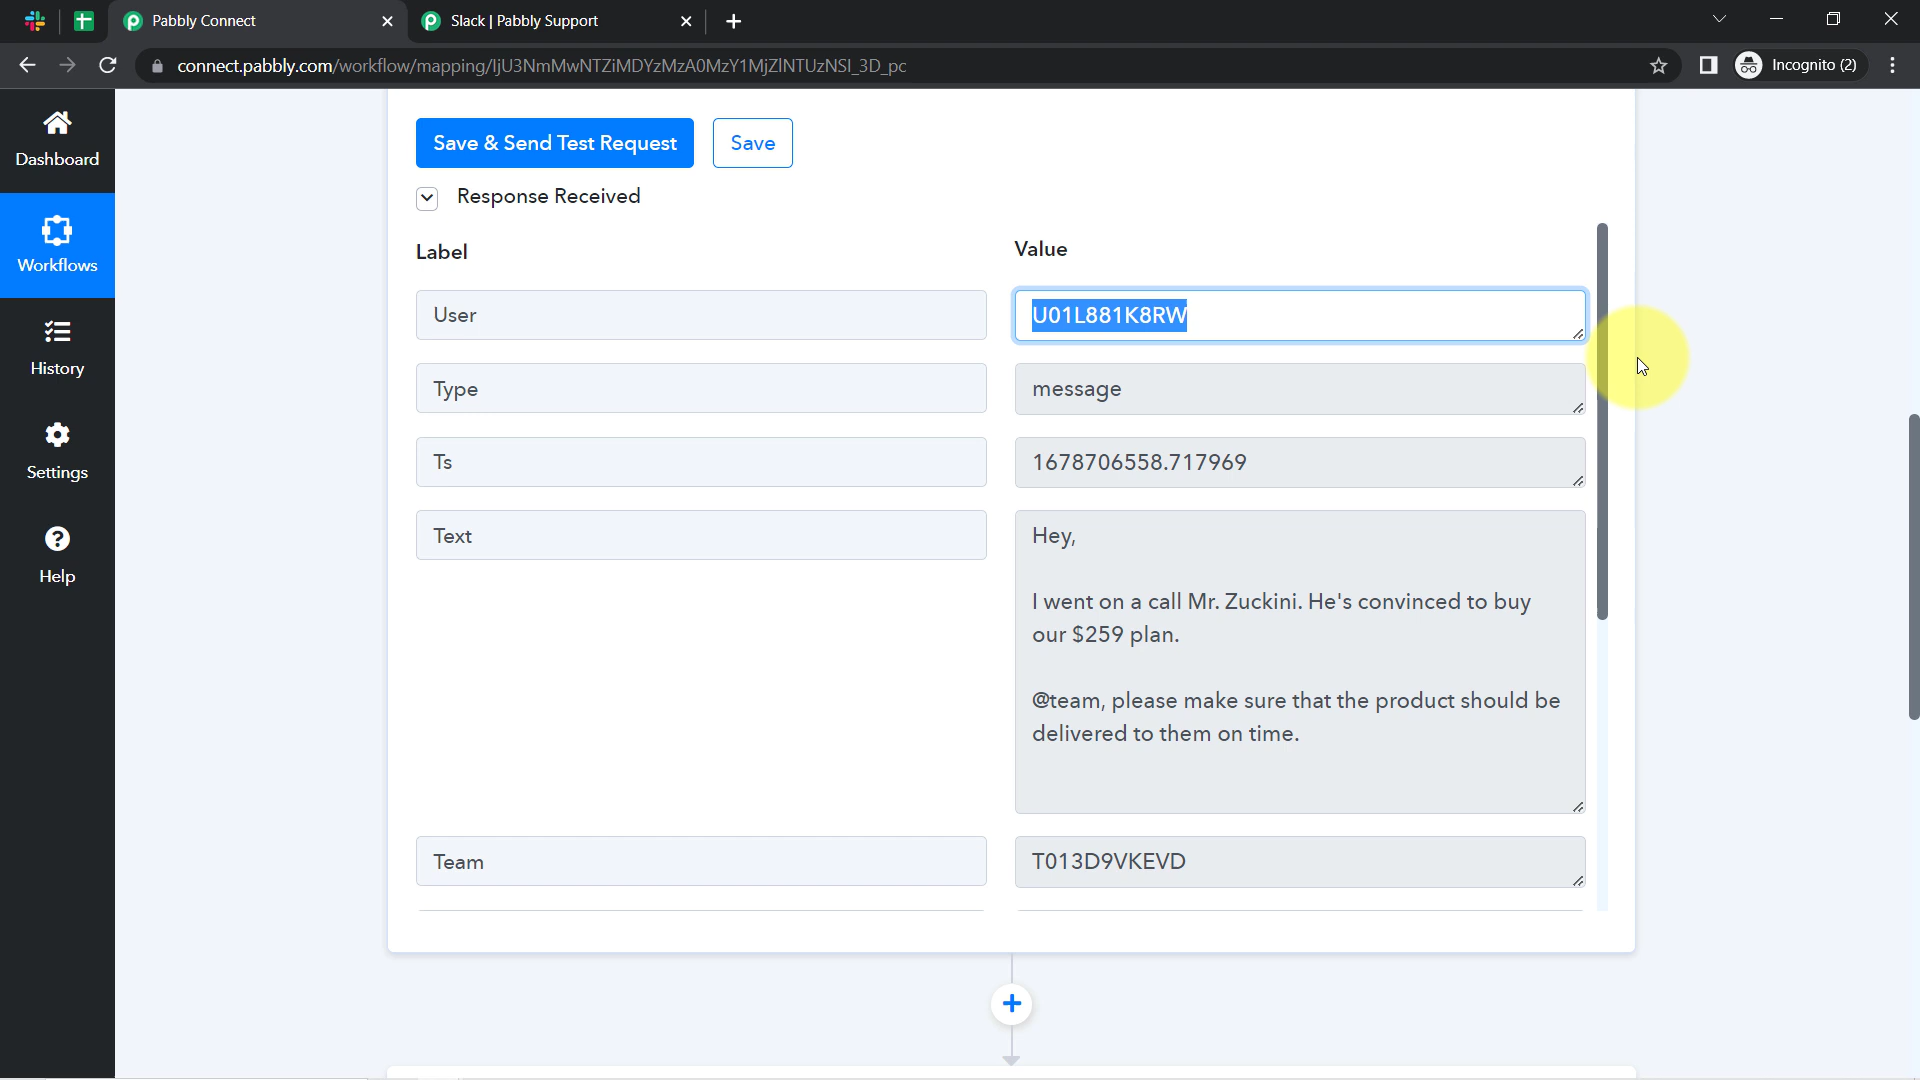 Pabbly Connect
Slack | Pabbly Support
connect.pabbly.com/workflow/mapping/IjU3NmMwNTZiMDYzMzA0MzY1MjZlNTUzNSI_3D_pc
Incognito (2)
Dashboard
Workflows
History
Settings
Help
Save & Send Test Request
Save
Response Received
Label
Value
User
U01L881K8RW
Type
message
Ts
1678706558.717969
Text
Hey,
I went on a call Mr. Zuckini. He's convinced to buy
our $259 plan.
@team, please make sure that the product should be
delivered to them on time.
Team
T013D9VKEVD